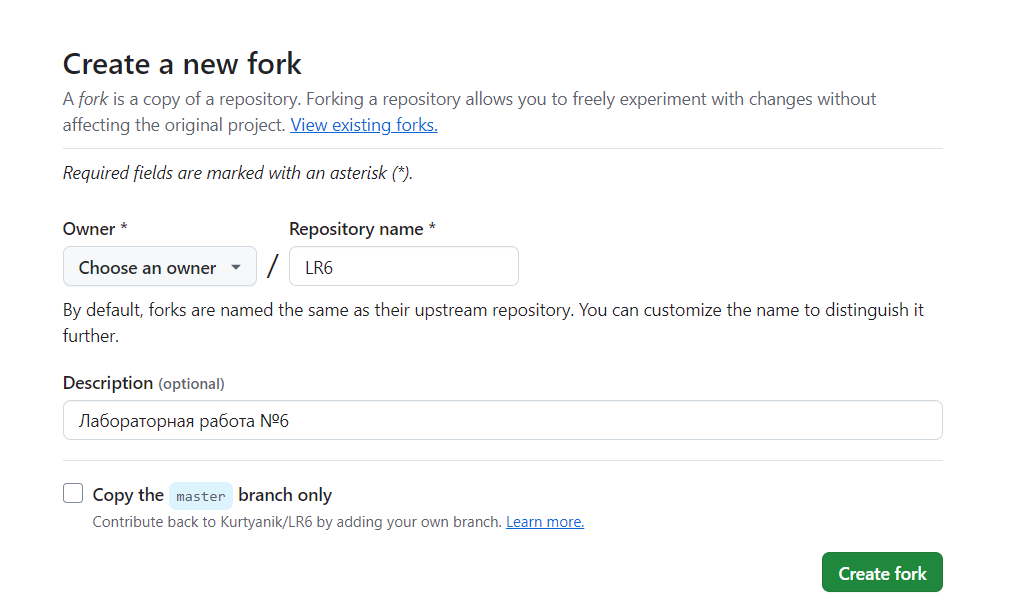 Create a new fork
A fork is a copy of a repository. Forking a repository allows you to freely experiment with changes without
affecting the original project. View existing forks.
Required fields are marked with an asterisk (*).
Owner * Repository name *
Choose an owner / LR6
By default, forks are named the same as their upstream repository. You can customize the name to distinguish it
further.
Description (optional)
Лабораторная работа №6
Copy the master branch only
Contribute back to Kurtyanik/LR6 by adding your own branch. Learn more.
Create fork